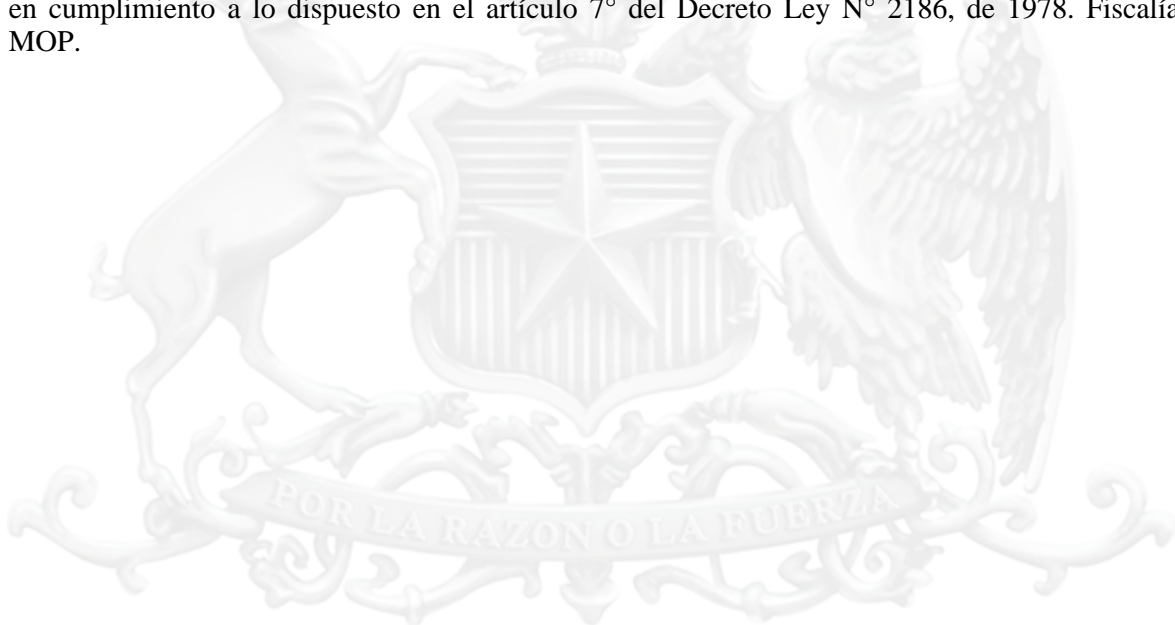 en cumplimiento a lo dispuesto en el artículo 7° del Decreto Ley N° 2186, de 1978. Fiscalía
MOP.
POR LA RAZON O LA FUERZA